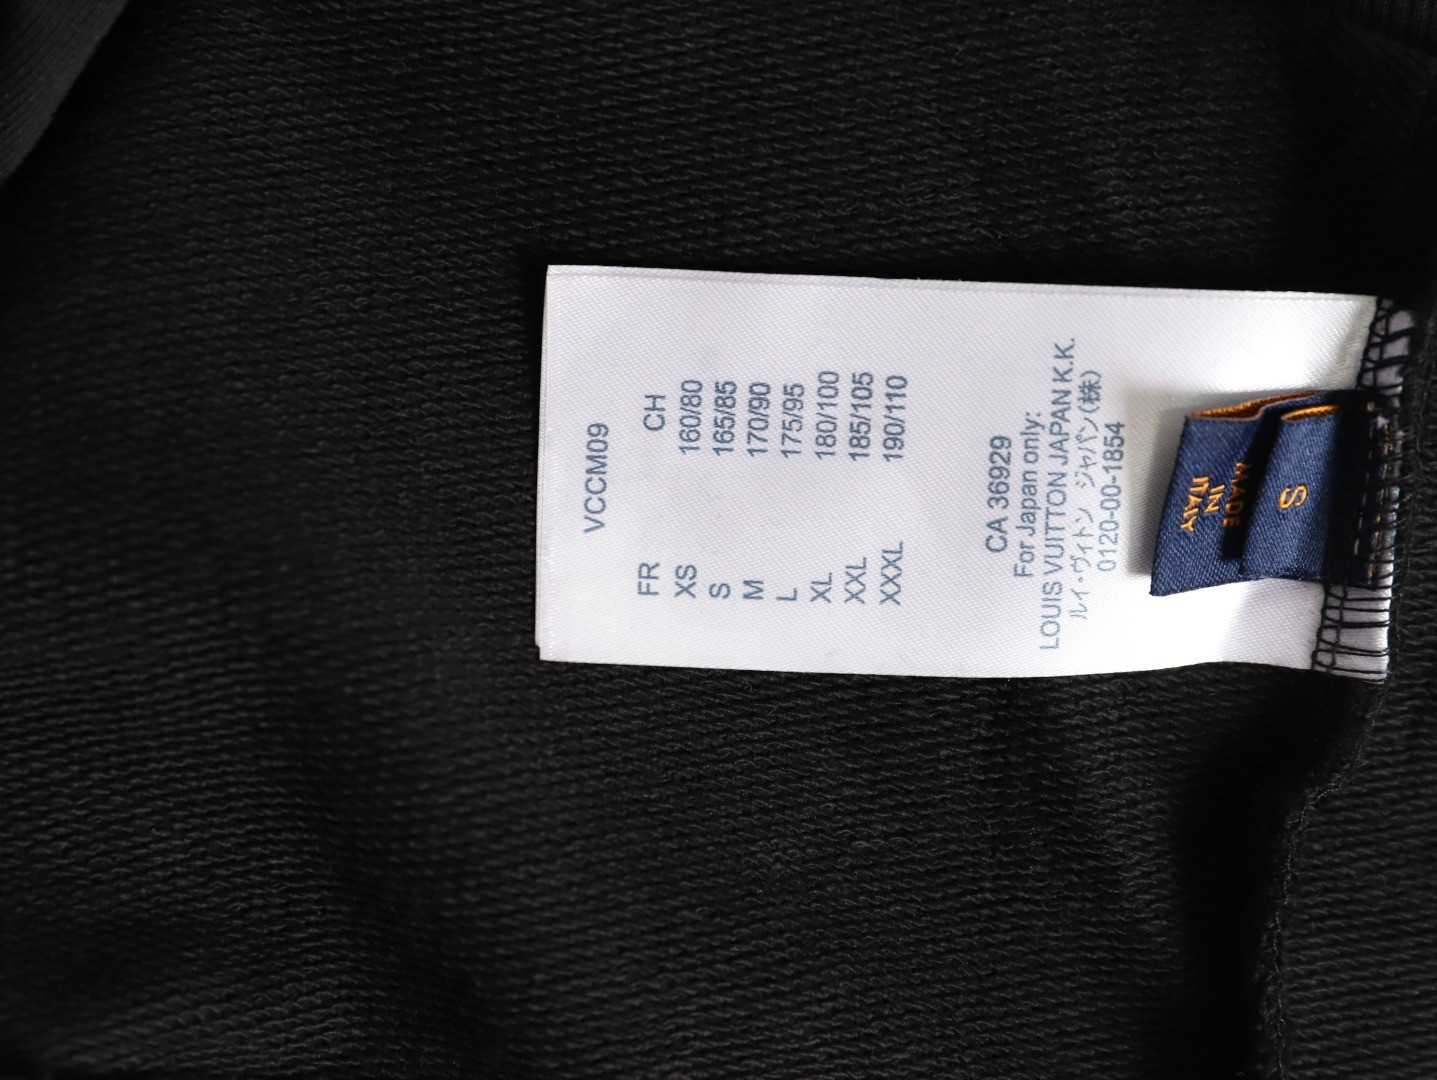 VCCM09
FR CH
XS 160/80
S 165/85
M 170/90
L 175/95
XL 180/100
XXL 185/105
XXXL 190/110
CA 36929
For Japan only:
LOUIS VUITTON JAPAN K.K.
ルイ・ヴィトン ジャパン(株)
0120-00-1854
MADE
IN
ITALY
S